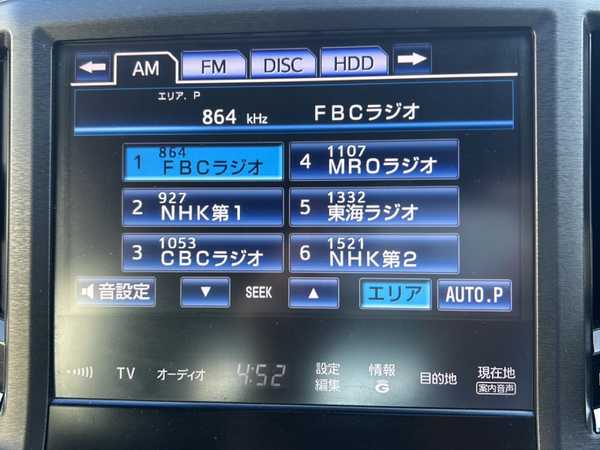 AM FM DISC HDD
エリア. P
864 kHz FBCラジオ
1 864 FBCラジオ
4 1107 MROラジオ
2 927 NHK第1
5 1332 東海ラジオ
3 1053 CBCラジオ
6 1521 NHK第2
音設定 ▼ SEEK ▲ エリア AUTO.P
TV オーディオ 4:52 設定 編集 情報 G 目的地 現在地 案内音声